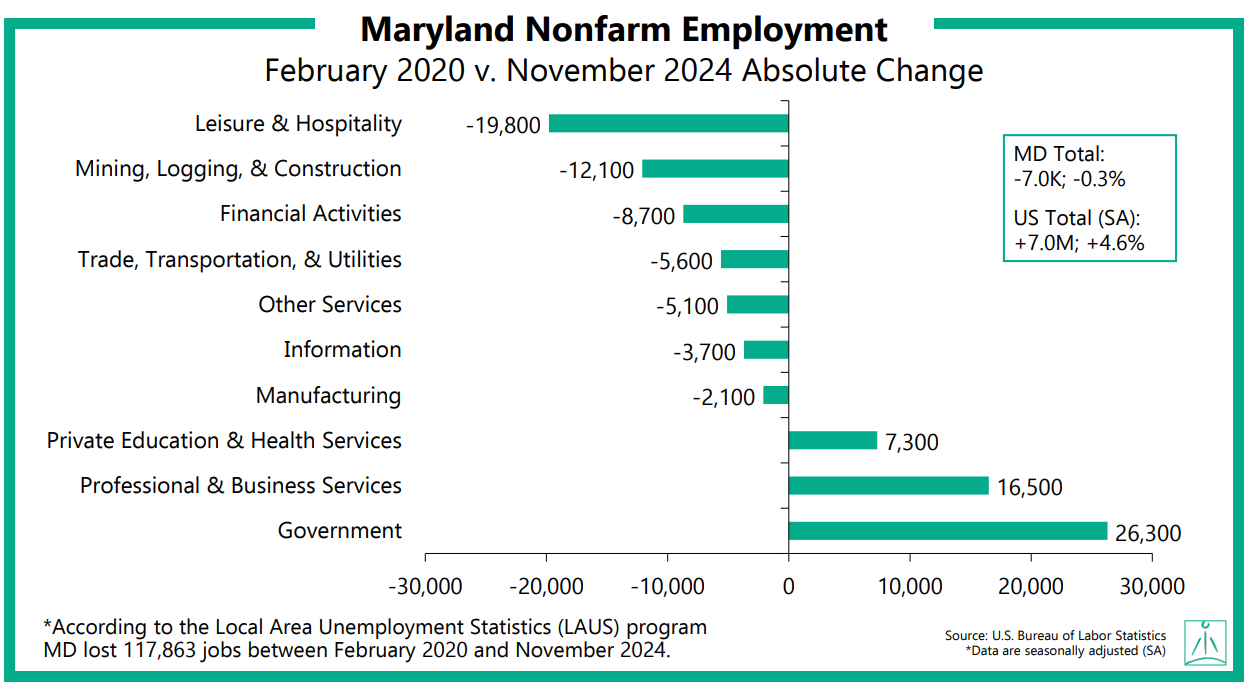 Maryland Nonfarm Employment
February 2020 v. November 2024 Absolute Change
Leisure & Hospitality -19,800
Mining, Logging, & Construction -12,100
Financial Activities -8,700
Trade, Transportation, & Utilities -5,600
Other Services -5,100
Information -3,700
Manufacturing -2,100
Private Education & Health Services 7,300
Professional & Business Services 16,500
Government 26,300
-30,000 -20,000 -10,000 0 10,000 20,000 30,000
MD Total:
-7.0K; -0.3%
US Total (SA):
+7.0M; +4.6%
*According to the Local Area Unemployment Statistics (LAUS) program
MD lost 117,863 jobs between February 2020 and November 2024.
Source: U.S. Bureau of Labor Statistics
*Data are seasonally adjusted (SA)